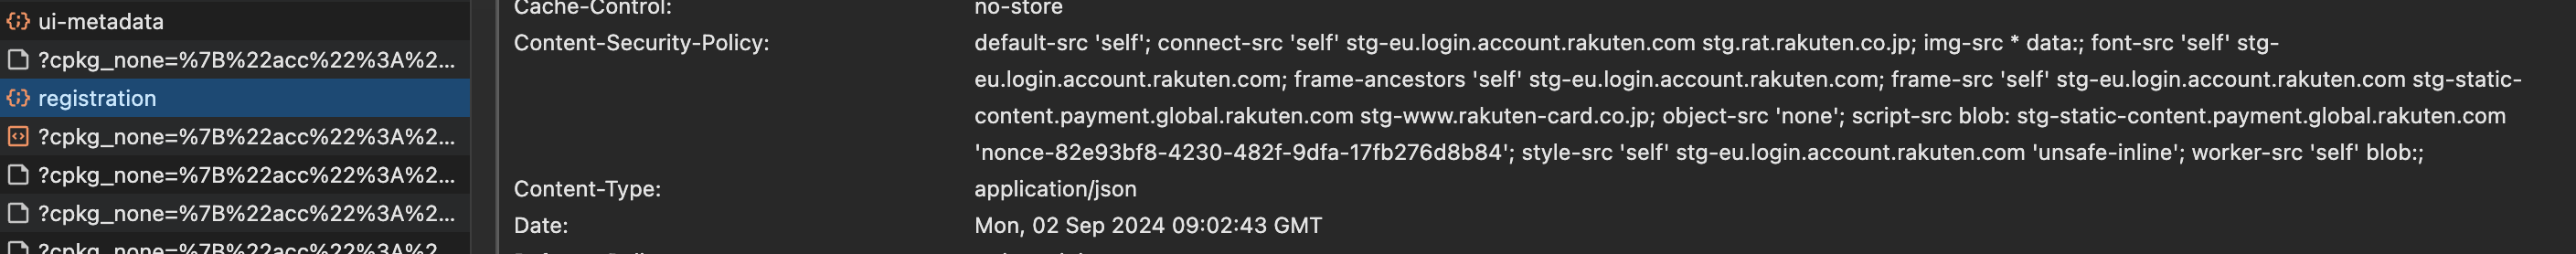 ui-metadata
?cpkg_none=%7B%22acc%22%3A%2...
registration
?cpkg_none=%7B%22acc%22%3A%2...
?cpkg_none=%7B%22acc%22%3A%2...
?cpkg_none=%7B%22acc%22%3A%2...
?cpkg_none=%7B%22acc%22%3A%2
Cache-Control:
no-store
Content-Security-Policy:
default-src 'self'; connect-src 'self' stg-eu.login.account.rakuten.com stg.rat.rakuten.co.jp; img-src * data:; font-src 'self' stg-
eu.login.account.rakuten.com; frame-ancestors 'self' stg-eu.login.account.rakuten.com; frame-src 'self' stg-eu.login.account.rakuten.com stg-static-
content.payment.global.rakuten.com stg-www.rakuten-card.co.jp; object-src 'none'; script-src blob: stg-static-content.payment.global.rakuten.com
'nonce-82e93bf8-4230-482f-9dfa-17fb276d8b84'; style-src 'self' stg-eu.login.account.rakuten.com 'unsafe-inline'; worker-src 'self' blob:;
Content-Type:
application/json
Date:
Mon, 02 Sep 2024 09:02:43 GMT